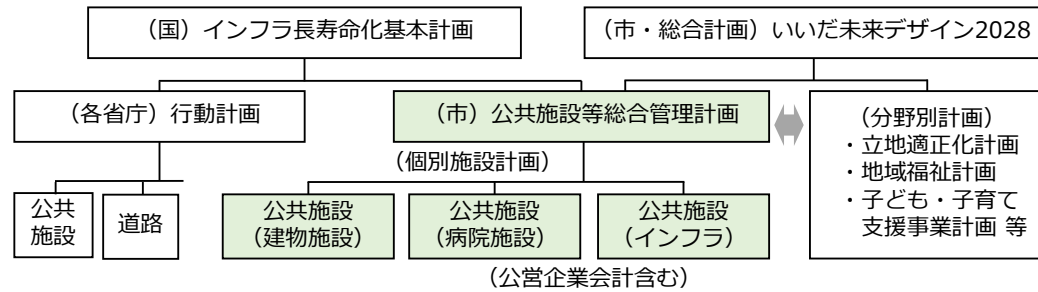 （国）インフラ長寿命化基本計画
（市・総合計画）いいだ未来デザイン2028
（各省庁）行動計画
（市）公共施設等総合管理計画
（分野別計画）
・立地適正化計画
・地域福祉計画
・子ども・子育て
支援事業計画 等
（個別施設計画）
公共
施設
道路
公共施設
（建物施設）
公共施設
（病院施設）
公共施設
（インフラ）
（公営企業会計含む）